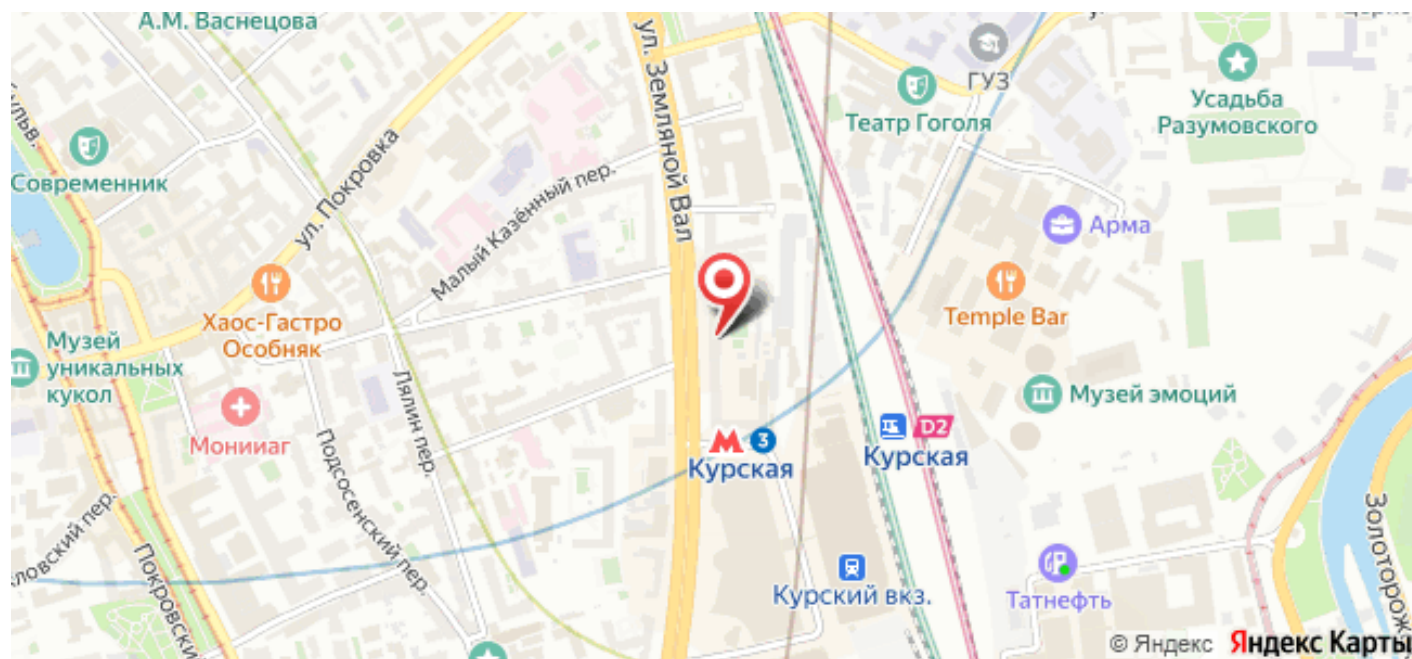 А.М. Васнецова
ул. Земляной Вал
ГУЗ
Театр Гоголя
Усадьба
Разумовского
Современник
ул. Покровка
Малый Казённый пер.
Арма
Хаос-Гастро
Особняк
Temple Bar
Музей
уникальных
кукол
Монииаг
Лялин пер.
Подсосенский пер.
Музей эмоций
3
Курская
D2
Курская
Покровски
Курский вкз.
Татнефть
Золоторож
© Яндекс Яндекс Карты